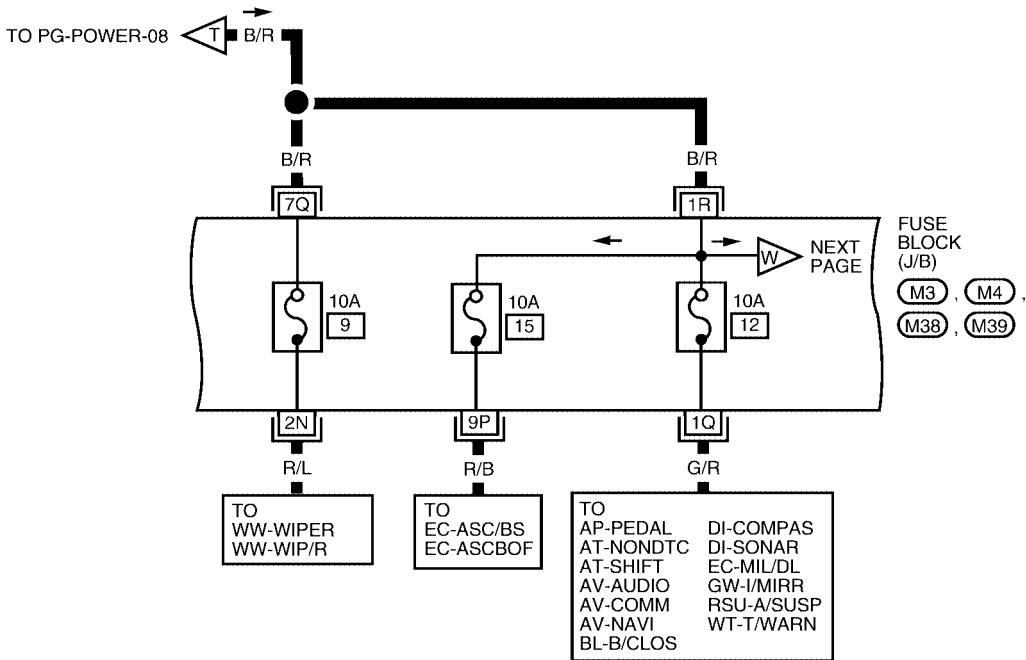 TO PG-POWER-08 T B/R
B/R B/R
7Q 1R
FUSE
BLOCK
(J/B)
M3 , M4 ,
M38 , M39
W NEXT
PAGE
10A 10A 10A
9 15 12
2N 9P 1Q
R/L R/B G/R
TO
WW-WIPER
WW-WIP/R
TO
EC-ASC/BS
EC-ASCBOF
TO
AP-PEDAL DI-COMPAS
AT-NONDTC DI-SONAR
AT-SHIFT EC-MIL/DL
AV-AUDIO GW-I/MIRR
AV-COMM RSU-A/SUSP
AV-NAVI WT-T/WARN
BL-B/CLOS